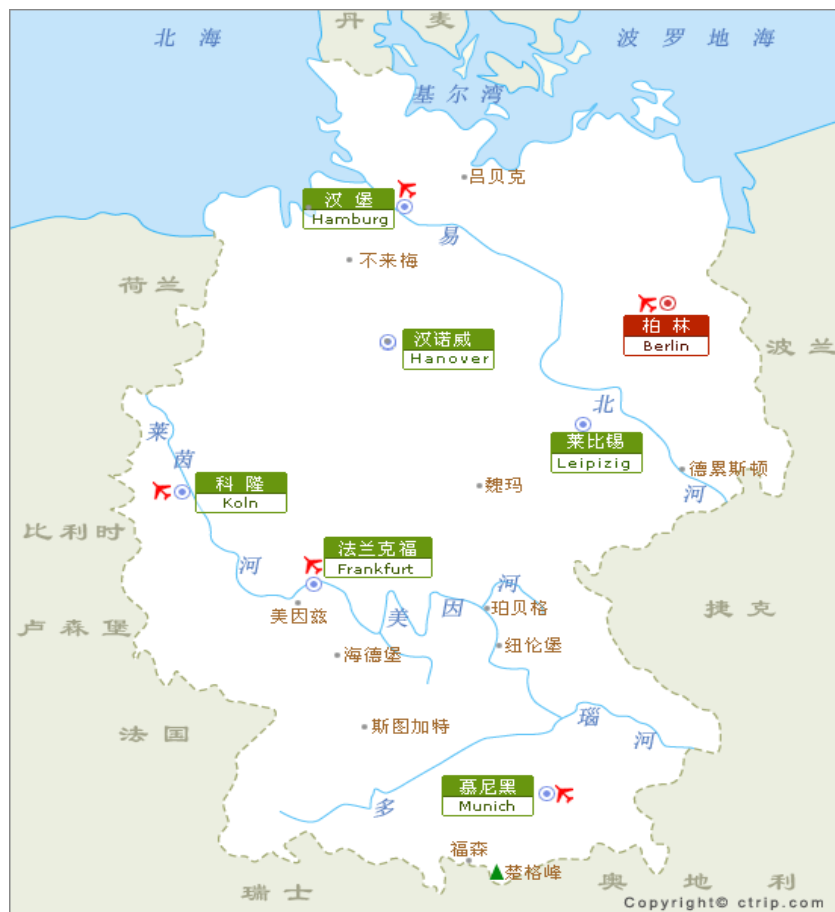 丹 麦
北 海
波 罗 地 海
基 尔 湾
吕贝克
汉 堡
Hamburg
易
不来梅
荷兰
柏 林
Berlin
汉诺威
Hanover
波兰
北
莱
茵
莱比锡
Leipizig
德累斯顿
科 隆
Koln
魏玛
河
比利时
法兰克福
Frankfurt
河
河
美因兹
美
因
珀贝格
捷克
卢森堡
海德堡
纽伦堡
瑙
斯图加特
法国
河
慕尼黑
Munich
多
福森
楚格峰
瑞士
奥 地 利
Copyright© ctrip.com